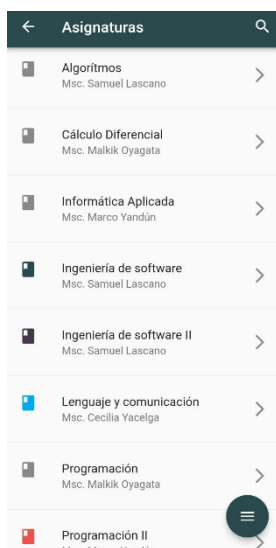 Asignaturas
Algorítmos
Msc. Samuel Lascano
Cálculo Diferencial
Msc. Malkik Oyagata
Informática Aplicada
Msc. Marco Yandún
Ingeniería de software
Msc. Samuel Lascano
Ingeniería de software II
Msc. Samuel Lascano
Lenguaje y comunicación
Msc. Cecilia Yacelga
Programación
Msc. Malkik Oyagata
Programación II